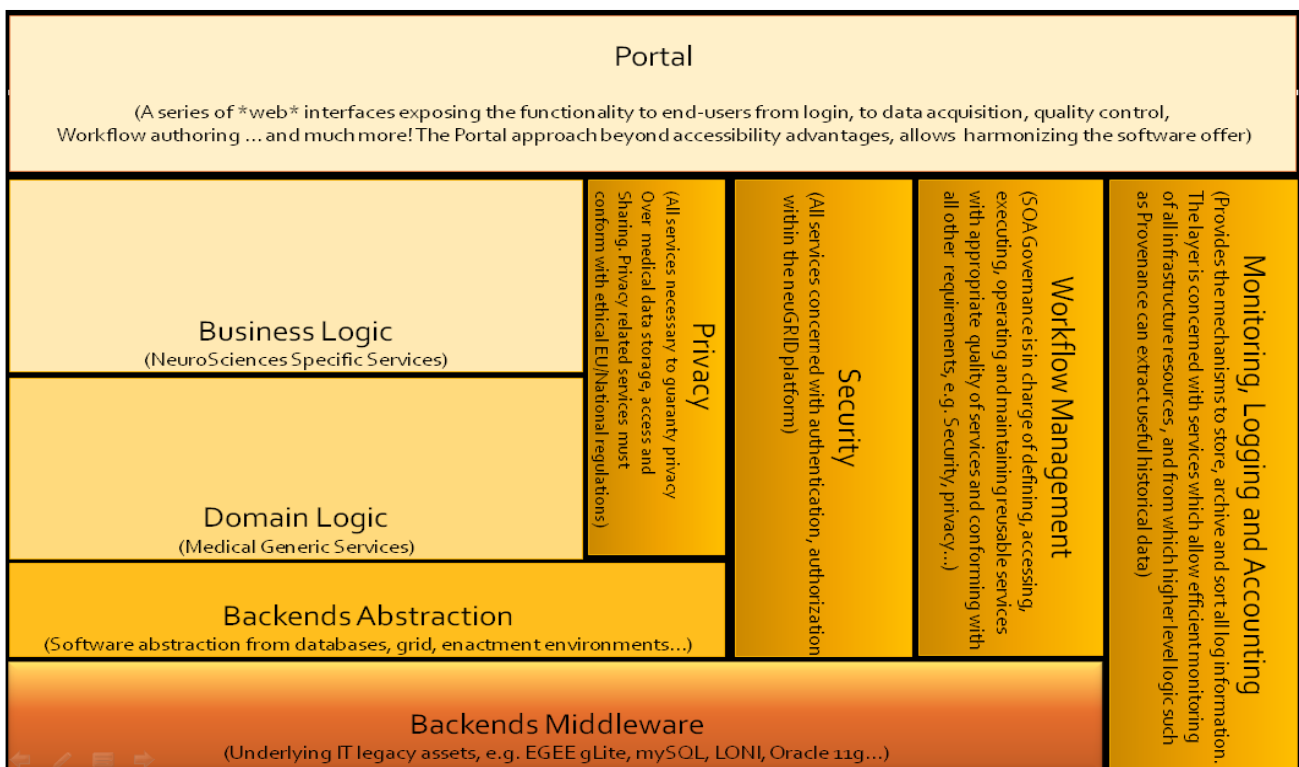 Portal
(A series of *web* interfaces exposing the functionality to end-users from login, to data acquisition, quality control,
Workflow authoring ... and much more! The Portal approach beyond accessibility advantages, allows harmonizing the software offer)
Business Logic
(NeuroSciences Specific Services)
Domain Logic
(Medical Generic Services)
Backends Abstraction
(Software abstraction from databases, grid, enactment environments...)
Backends Middleware
(Underlying IT legacy assets, e.g. EGEE gLite, mySQL, LONI, Oracle 11g...)
Privacy
(All services necessary to guaranty privacy
Over medical data storage, access and
Sharing. Privacy related services must
conform with ethical EU/National regulations)
Security
(All services concerned with authentication, authorization
within the neuGRID platform)
Workflow Management
(SOA Governance is in charge of defining, accessing,
executing, operating and maintaining reusable services
with appropriate quality of services and conforming with
all other requirements, e.g. Security, privacy...)
Monitoring, Logging and Accounting
(Provides the mechanisms to store, archive and sort all log information.
The layer is concerned with services which allow efficient monitoring
of all infrastructure resources, and from which higher level logic such
as Provenance can extract useful historical data)